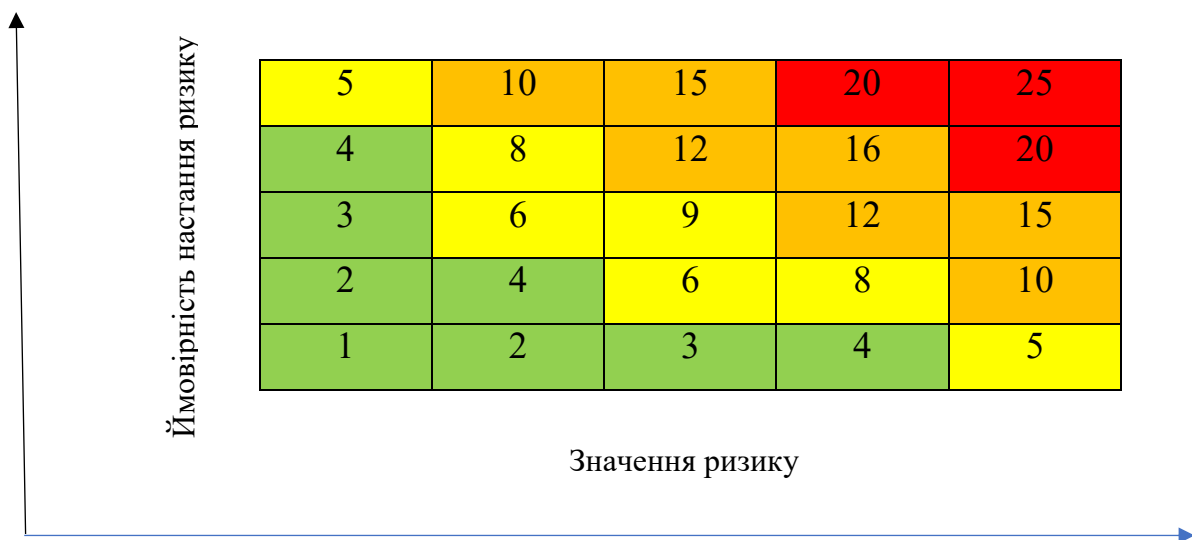 Ймовірність настання ризику
5 10 15 20 25
4 8 12 16 20
3 6 9 12 15
2 4 6 8 10
1 2 3 4 5
Значення ризику